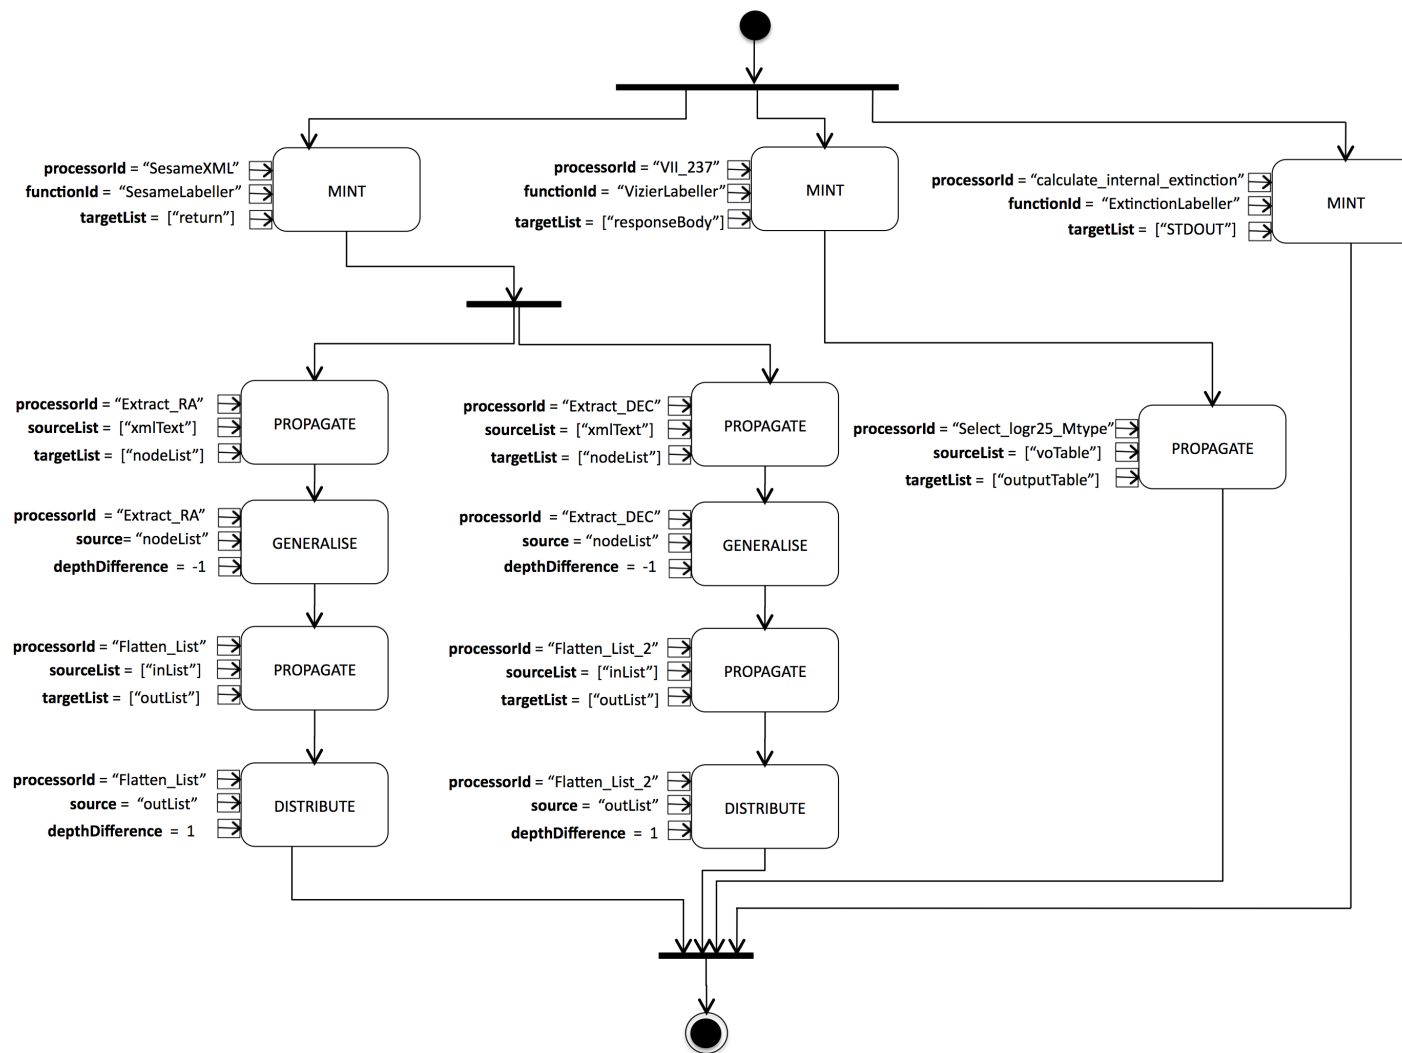 processorId = “SesameXML”
functionId = “SesameLabeller”
targetList = [“return”]
MINT
processorId = “VII_237”
functionId = “VizierLabeller”
targetList = [“responseBody”]
MINT
processorId = “calculate_internal_extinction”
functionId = “ExtinctionLabeller”
targetList = [“STDOUT”]
MINT
processorId = “Extract_RA”
sourceList = [“xmlText”]
targetList = [“nodeList”]
PROPAGATE
processorId = “Extract_DEC”
sourceList = [“xmlText”]
targetList = [“nodeList”]
PROPAGATE
processorId = “Select_logr25_Mtype”
sourceList = [“voTable”]
targetList = [“outputTable”]
PROPAGATE
processorId = “Extract_RA”
source= “nodeList”
depthDifference = -1
GENERALISE
processorId = “Extract_DEC”
source = “nodeList”
depthDifference = -1
GENERALISE
processorId = “Flatten_List”
sourceList = [“inList”]
targetList = [“outList”]
PROPAGATE
processorId = “Flatten_List_2”
sourceList = [“inList”]
targetList = [“outList”]
PROPAGATE
processorId = “Flatten_List”
source = “outList”
depthDifference = 1
DISTRIBUTE
processorId = “Flatten_List_2”
source = “outList”
depthDifference = 1
DISTRIBUTE